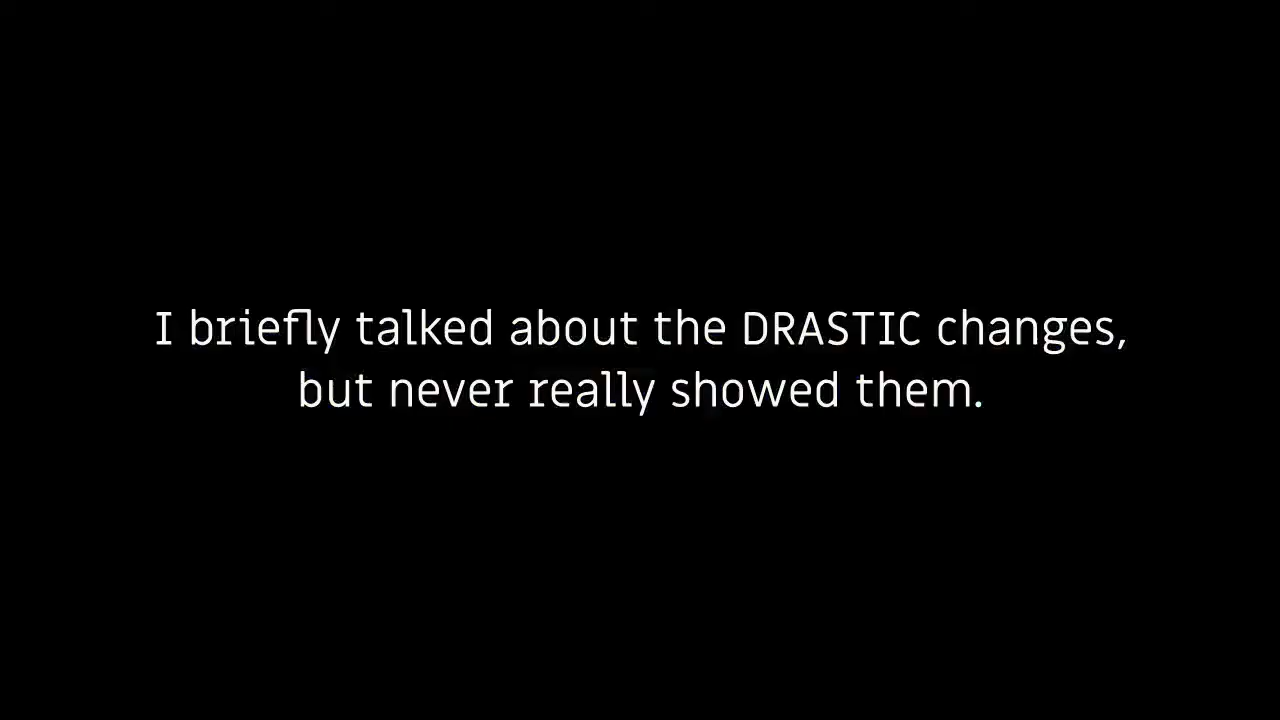 I briefly talked about the DRASTIC changes,
but never really showed them.